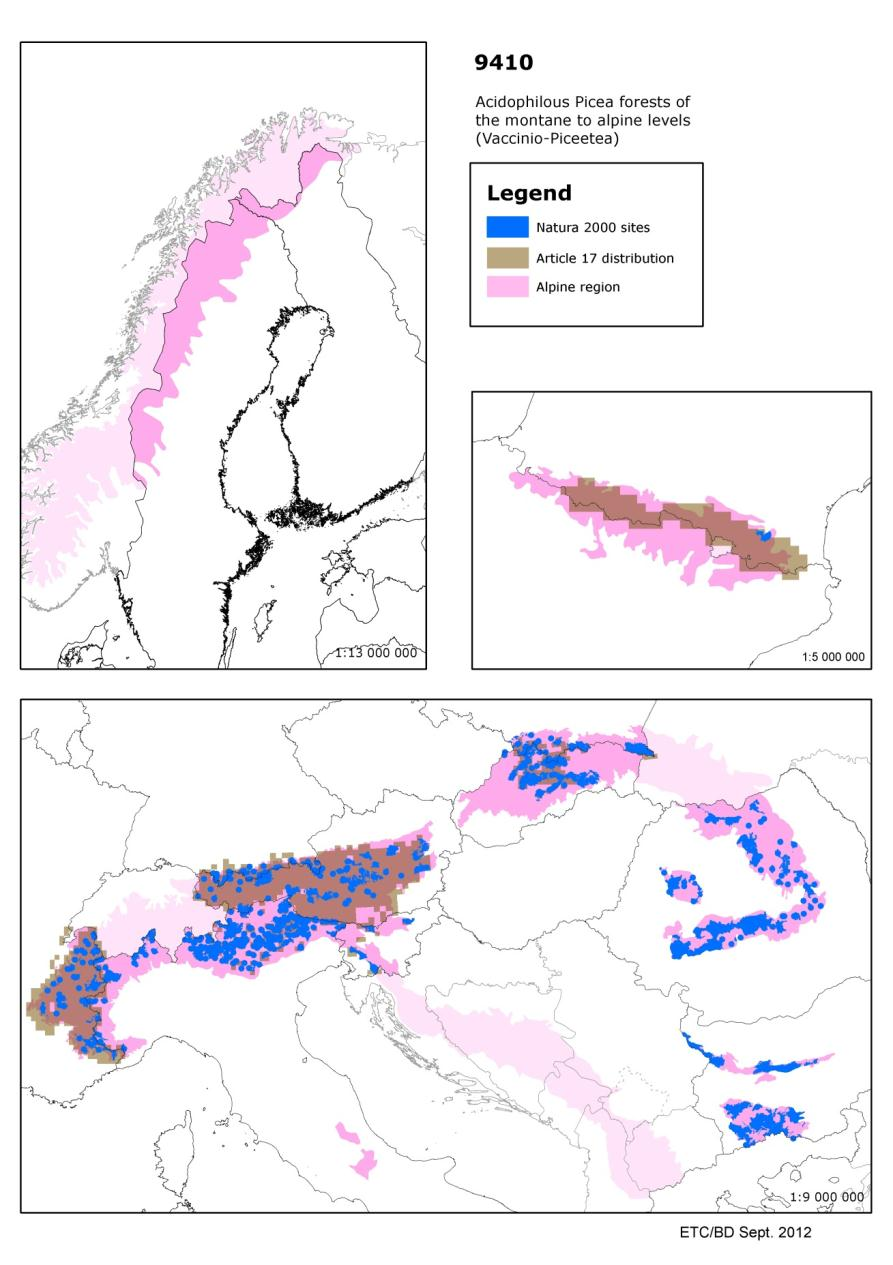 9410
Acidophilous Picea forests of
the montane to alpine levels
(Vaccinio-Piceetea)
Legend
Natura 2000 sites
Article 17 distribution
Alpine region
1:13 000 000
1:5 000 000
1:9 000 000
ETC/BD Sept. 2012